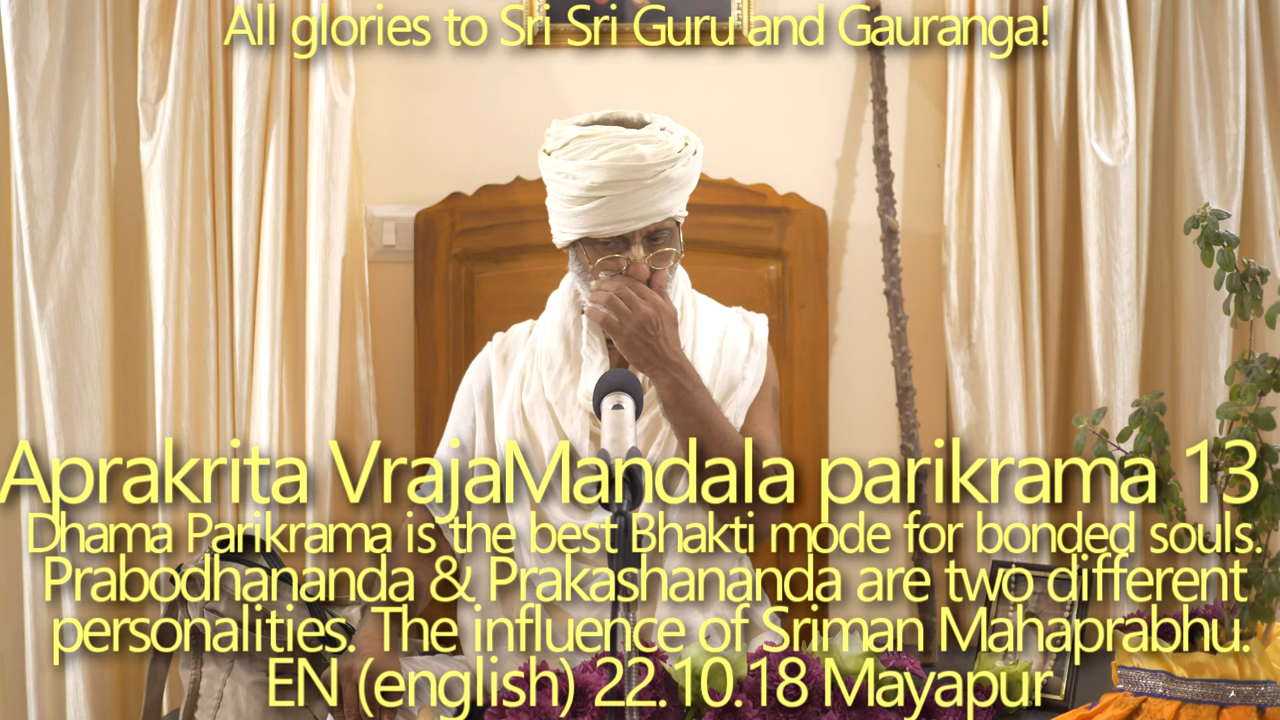 All glories to Sri Sri Guru and Gauranga!
Aprakrita VrajaMandala parikrama 13
Dhama Parikrama is the best Bhakti mode for bonded souls.
Prabodhananda & Prakashananda are two different
personalities. The influence of Sriman Mahaprabhu.
EN (english) 22.10.18 Mayapur